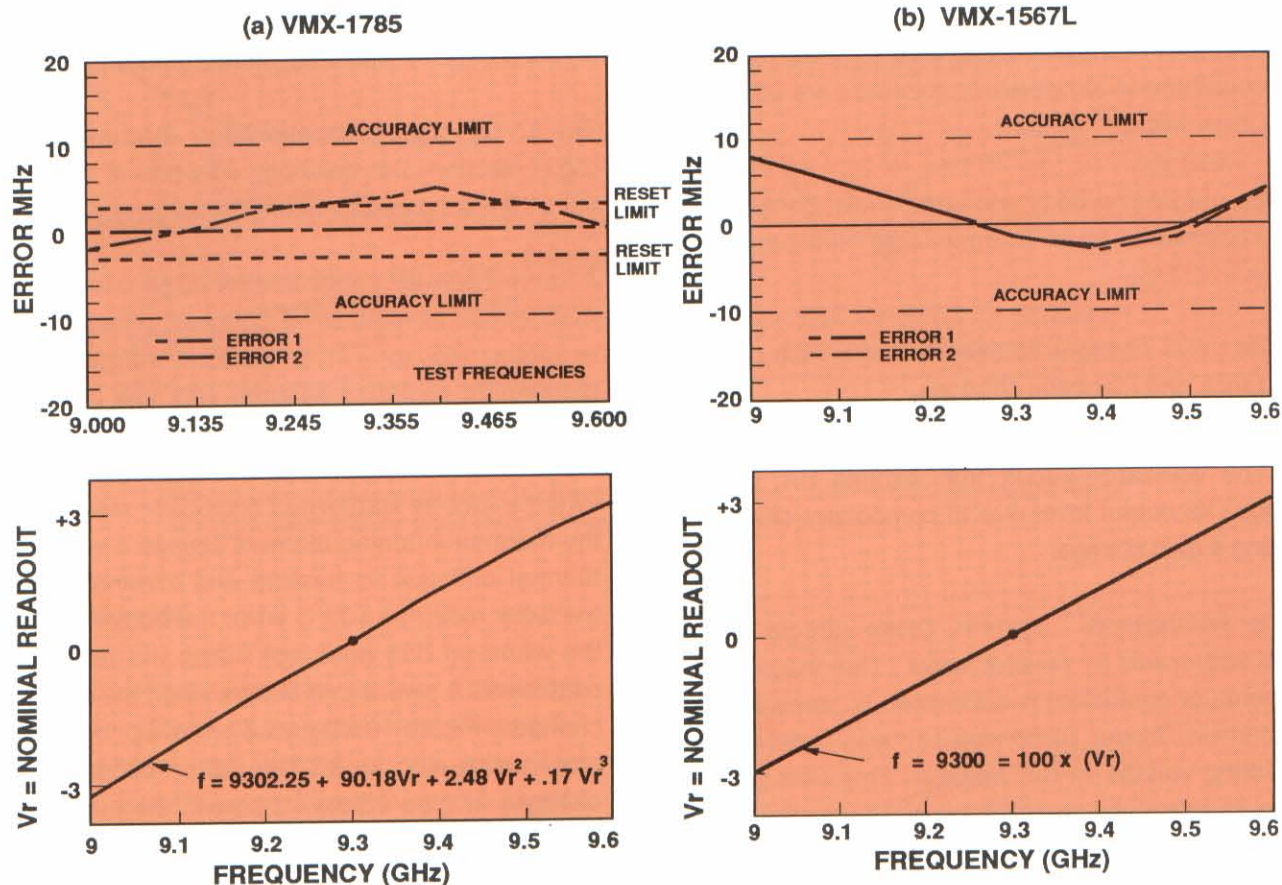 (a) VMX-1785
20
10
0
-10
-20
ERROR MHz
ACCURACY LIMIT
RESET
LIMIT
RESET
LIMIT
ACCURACY LIMIT
ERROR 1
ERROR 2
TEST FREQUENCIES
9.000 9.135 9.245 9.355 9.465 9.600
(b) VMX-1567L
20
10
0
-10
-20
ERROR MHz
ACCURACY LIMIT
ACCURACY LIMIT
ERROR 1
ERROR 2
9 9.1 9.2 9.3 9.4 9.5 9.6
+3
0
-3
Vr = NOMINAL READOUT
f = 9302.25 + 90.18Vr + 2.48 Vr² + .17 Vr³
9 9.1 9.2 9.3 9.4 9.5 9.6
FREQUENCY (GHz)
+3
0
-3
Vr = NOMINAL READOUT
f = 9300 = 100 x (Vr)
9 9.1 9.2 9.3 9.4 9.5 9.6
FREQUENCY (GHz)